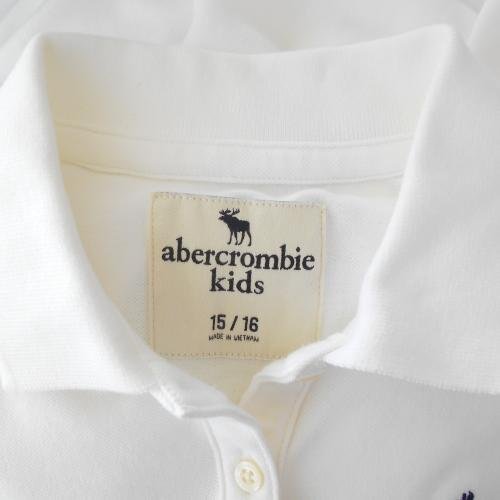 abercrombie
kids
15 / 16
MADE IN VIETNAM